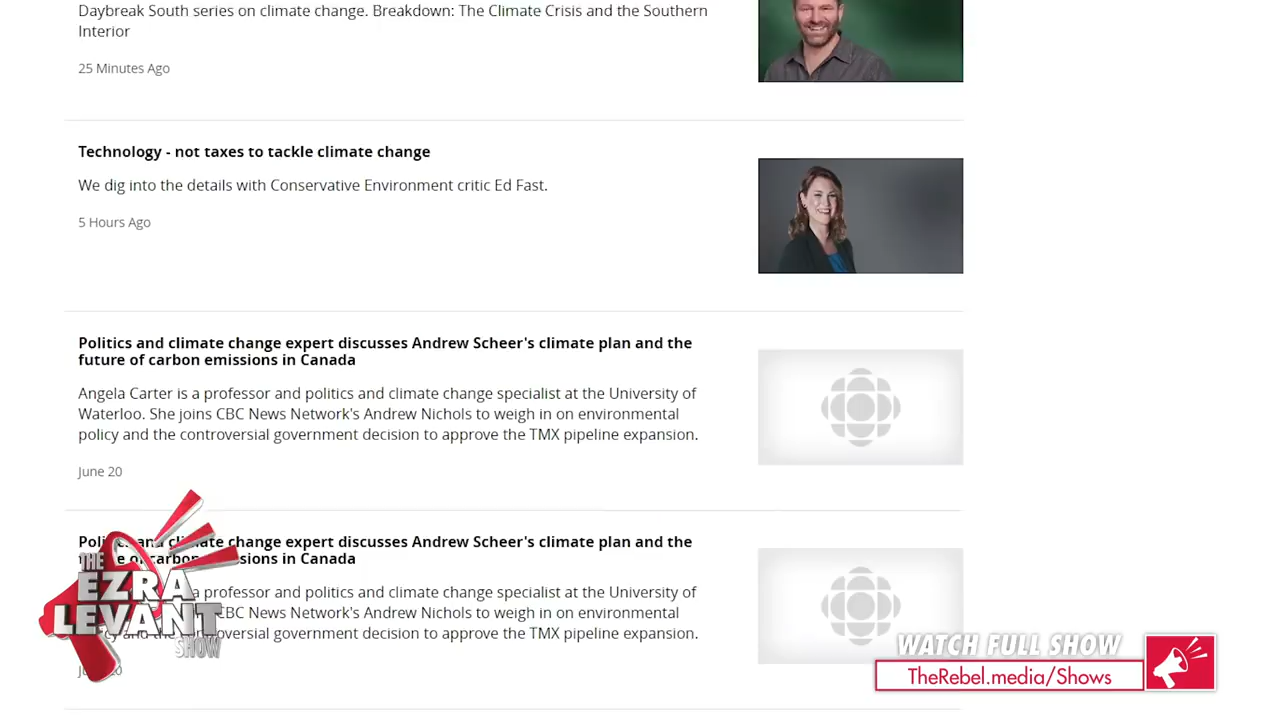 Daybreak South series on climate change. Breakdown: The Climate Crisis and the Southern
Interior
25 Minutes Ago
Technology - not taxes to tackle climate change
We dig into the details with Conservative Environment critic Ed Fast.
5 Hours Ago
Politics and climate change expert discusses Andrew Scheer's climate plan and the
future of carbon emissions in Canada
Angela Carter is a professor and politics and climate change specialist at the University of
Waterloo. She joins CBC News Network's Andrew Nichols to weigh in on environmental
policy and the controversial government decision to approve the TMX pipeline expansion.
June 20
change expert discusses Andrew Scheer's climate plan and the
in Canada
a professor and politics and climate change specialist at the University of
CBC News Network's Andrew Nichols to weigh in on environmental
government decision to approve the TMX pipeline expansion.
THE
EZRA
LEVANT
SHOW
WATCH FULL SHOW
TheRebel.media/Shows